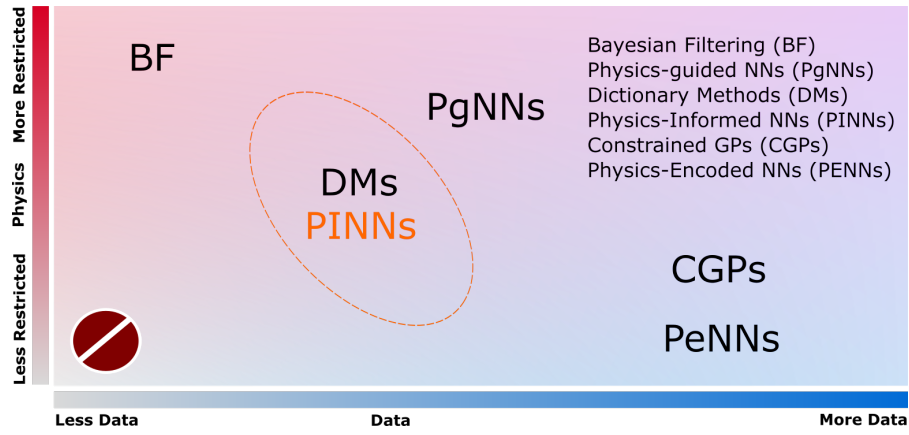 BF
PgNNs
DMs
PINNs
CGPs
PeNNs
Bayesian Filtering (BF)
Physics-guided NNs (PgNNs)
Dictionary Methods (DMs)
Physics-Informed NNs (PINNs)
Constrained GPs (CGPs)
Physics-Encoded NNs (PENNs)
More Restricted
Physics
Less Restricted
Less Data
Data
More Data